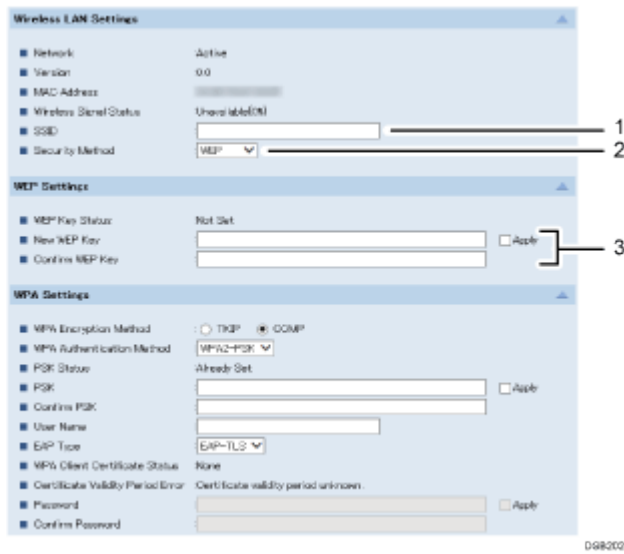 Wireless LAN Settings
Network :Active
Version :0.0
MAC Address
Wireless Signal Status :Unavailable[0%]
SSID : 1
Security Method : WEP 2
WEP Settings
WEP Key Status :Not Set
New WEP Key : Apply 3
Confirm WEP Key :
WPA Settings
WPA Encryption Method : TKIP CCMP
WPA Authentication Method : WPA2-PSK
PSK Status :Already Set
PSK : Apply
Confirm PSK :
User Name :
EAP Type : EAP-TLS
WPA Client Certificate Status :None
Certificate Validity Period Error :Certificate validity period unknown.
Password : Apply
Confirm Password :
DGB202